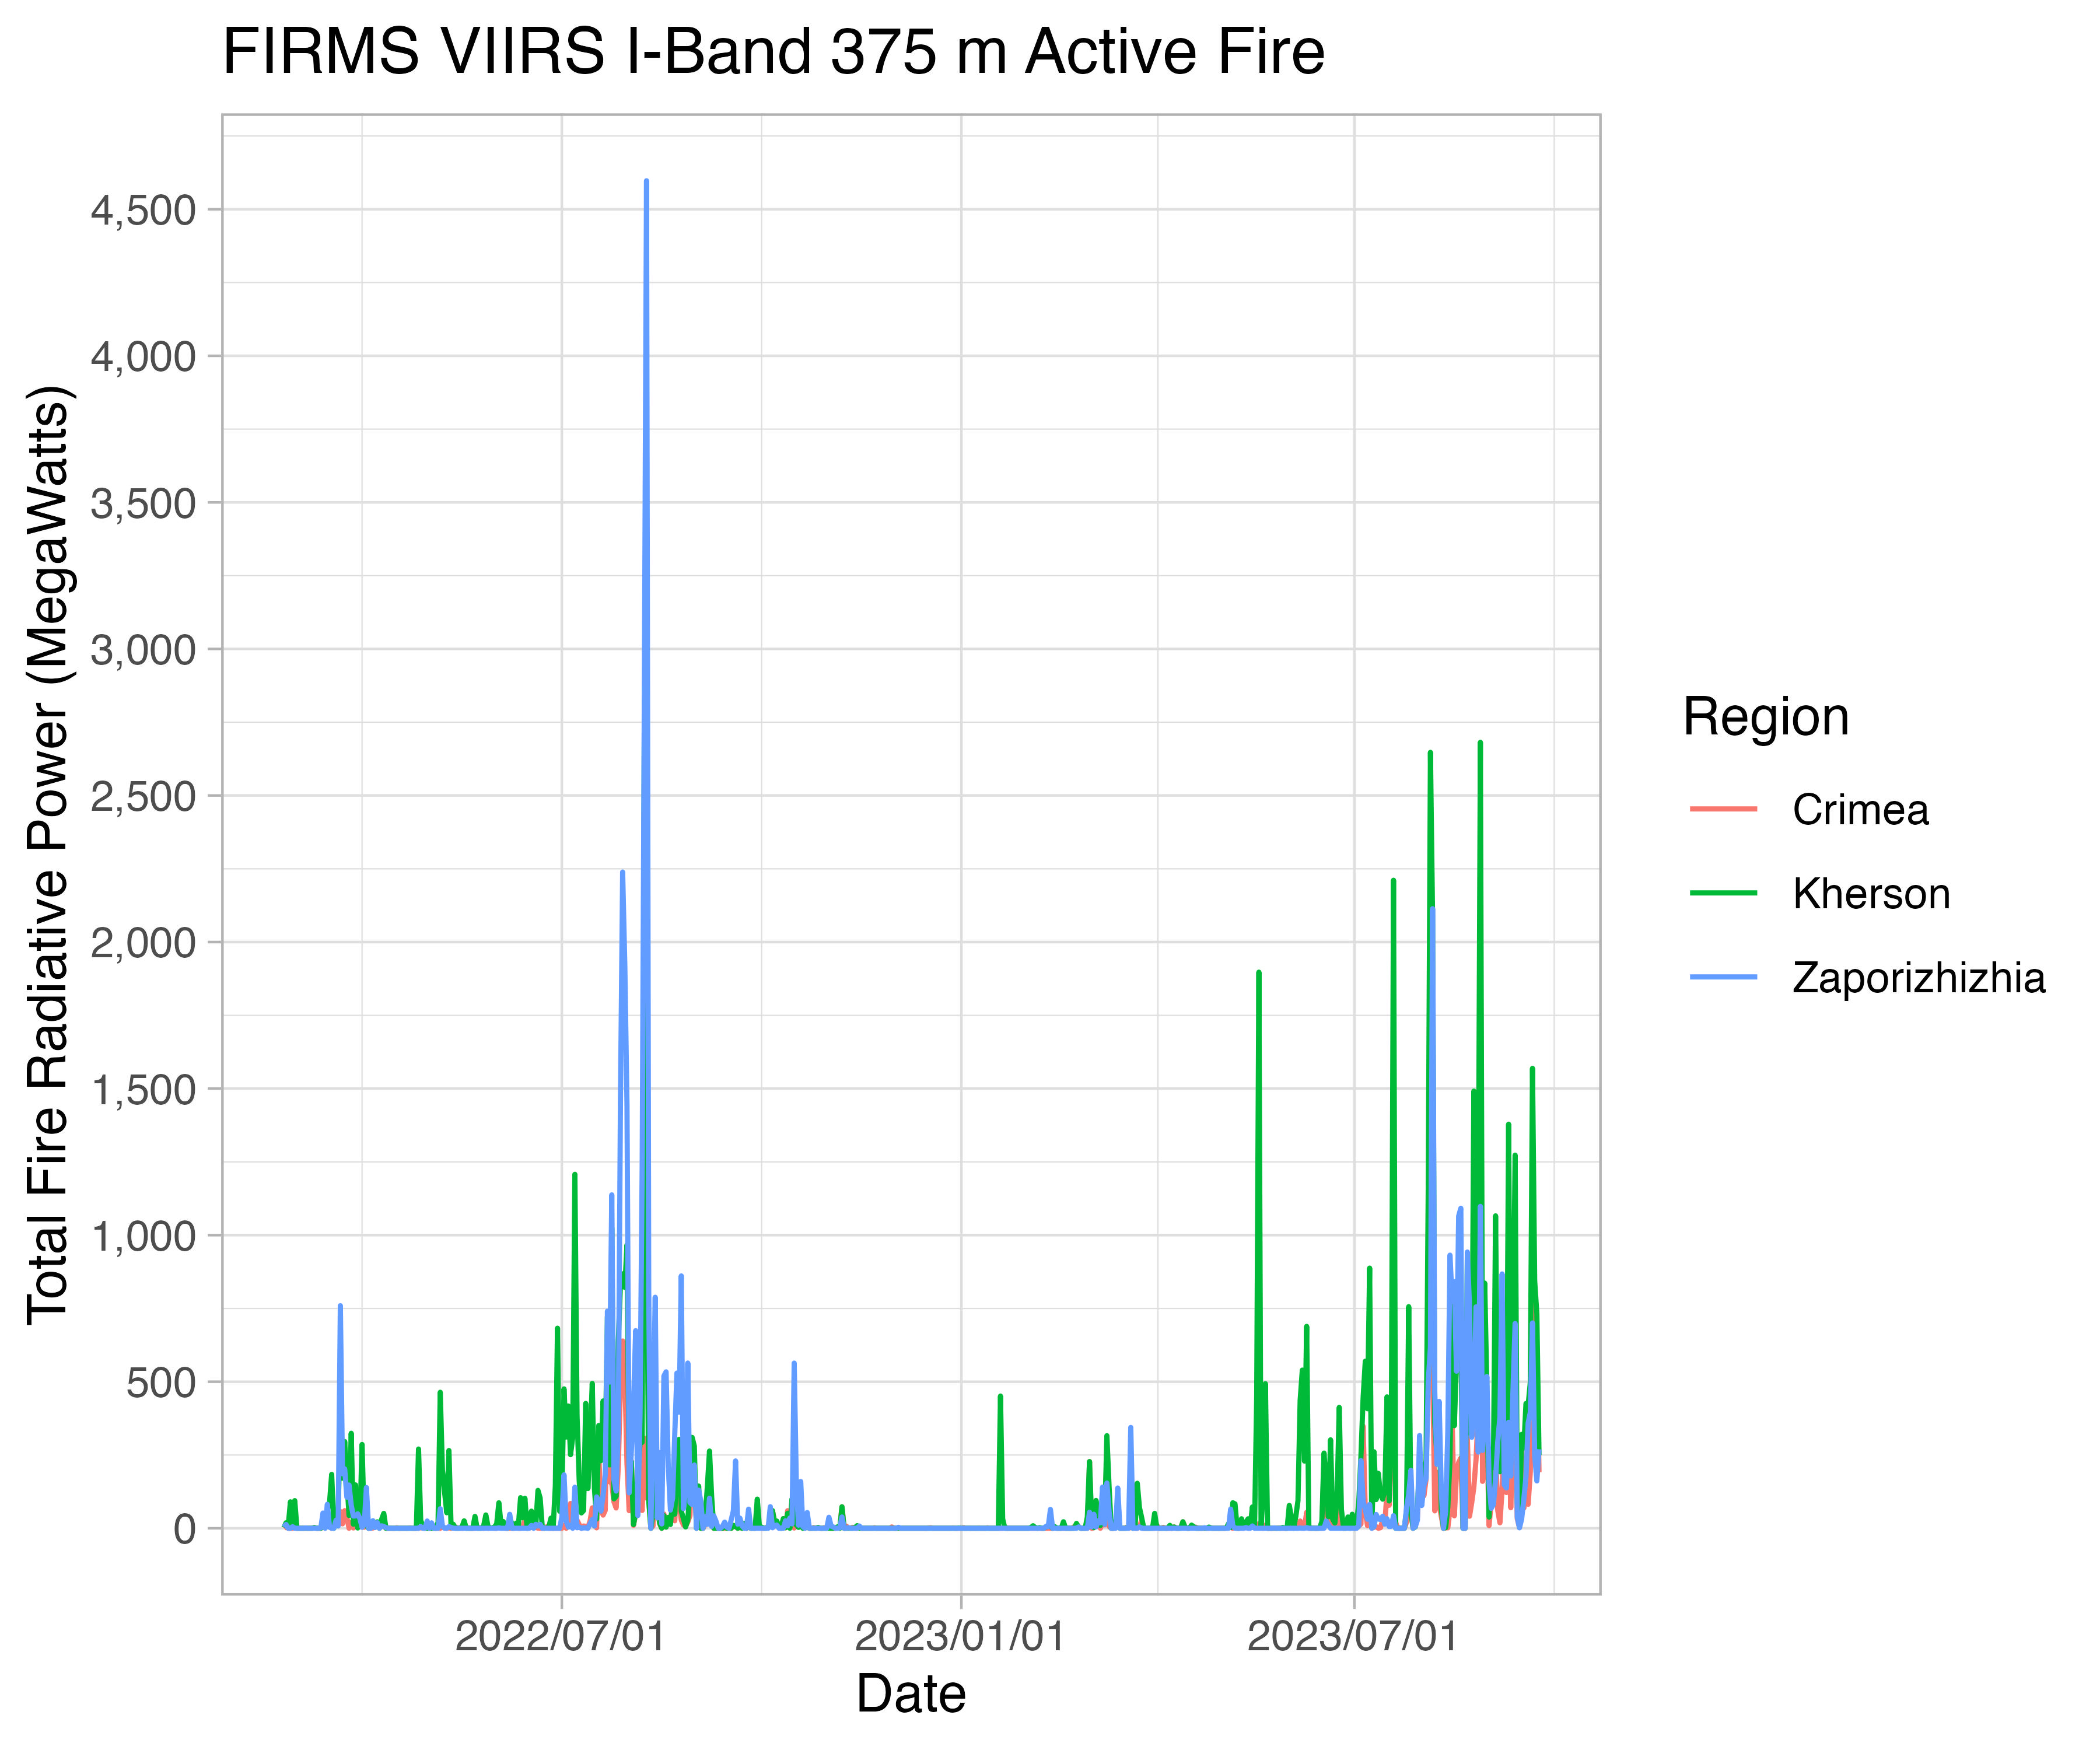 FIRMS VIIRS I-Band 375 m Active Fire
Total Fire Radiative Power (MegaWatts)
4,500
4,000
3,500
3,000
2,500
2,000
1,500
1,000
500
0
2022/07/01
2023/01/01
2023/07/01
Date
Region
Crimea
Kherson
Zaporizhizhia